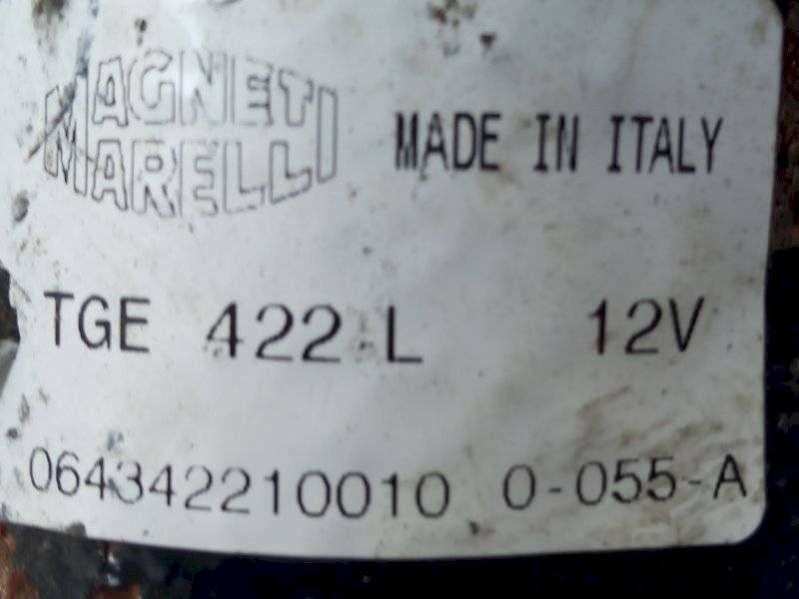 MAGNETI
MARELLI
MADE IN ITALY
TGE 422 L 12V
064342210010 0-055-A